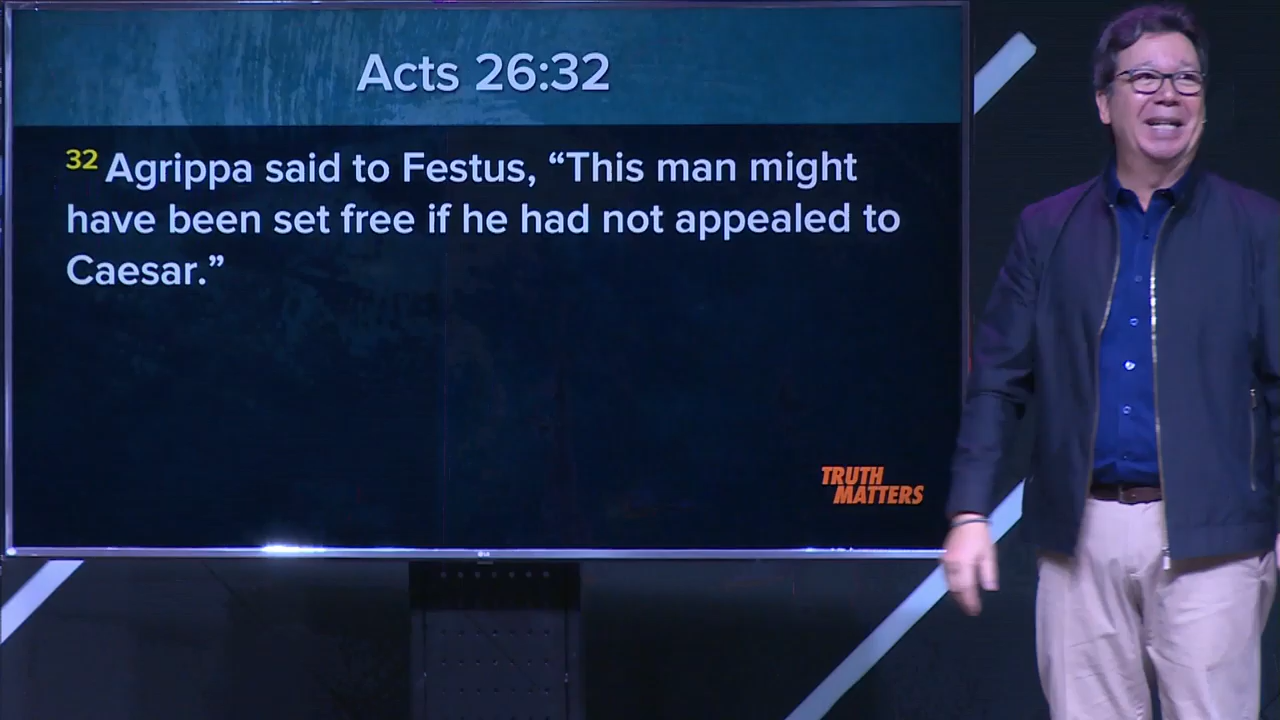 Acts 26:32
32 Agrippa said to Festus, “This man might
have been set free if he had not appealed to
Caesar.”
TRUTH
MATTERS
LG